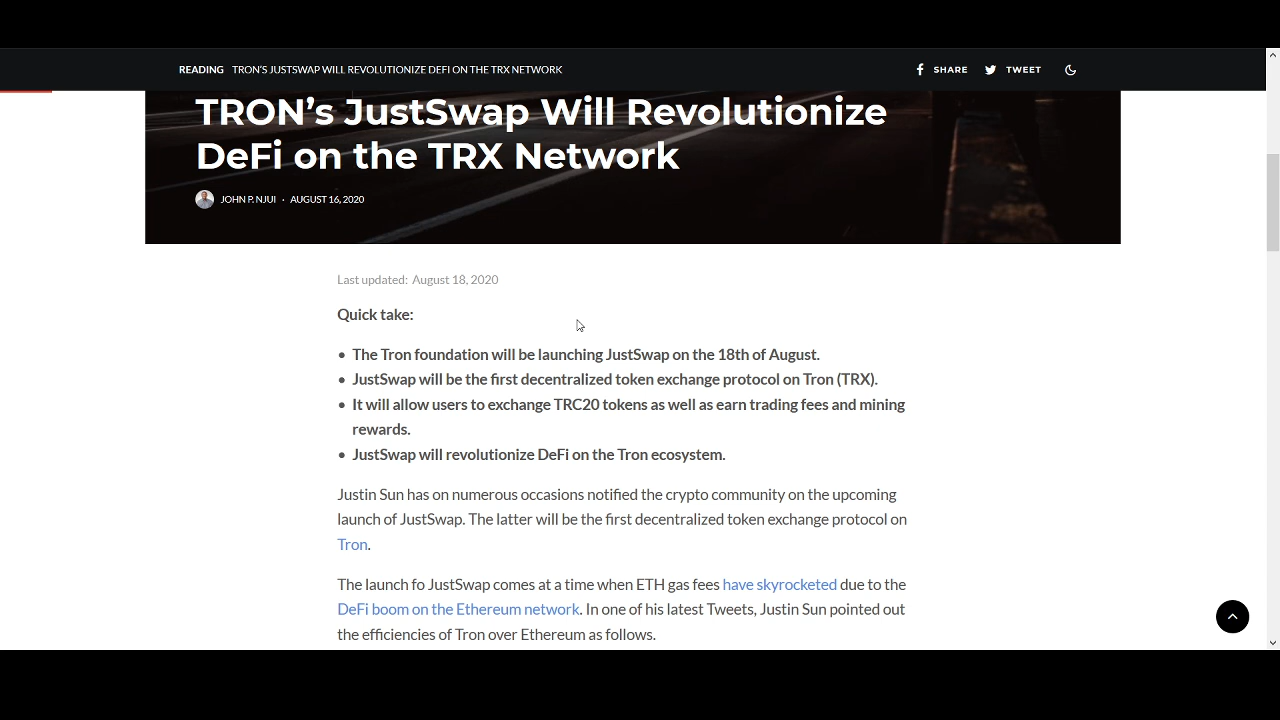 READING TRON'S JUSTSWAP WILL REVOLUTIONIZE DEFI ON THE TRX NETWORK
SHARE TWEET
TRON’s JustSwap Will Revolutionize
DeFi on the TRX Network
JOHN P. NJUI · AUGUST 16, 2020
Last updated: August 18, 2020
Quick take:
• The Tron foundation will be launching JustSwap on the 18th of August.
• JustSwap will be the first decentralized token exchange protocol on Tron (TRX).
• It will allow users to exchange TRC20 tokens as well as earn trading fees and mining
rewards.
• JustSwap will revolutionize DeFi on the Tron ecosystem.
Justin Sun has on numerous occasions notified the crypto community on the upcoming
launch of JustSwap. The latter will be the first decentralized token exchange protocol on
Tron.
The launch fo JustSwap comes at a time when ETH gas fees have skyrocketed due to the
DeFi boom on the Ethereum network. In one of his latest Tweets, Justin Sun pointed out
the efficiencies of Tron over Ethereum as follows.